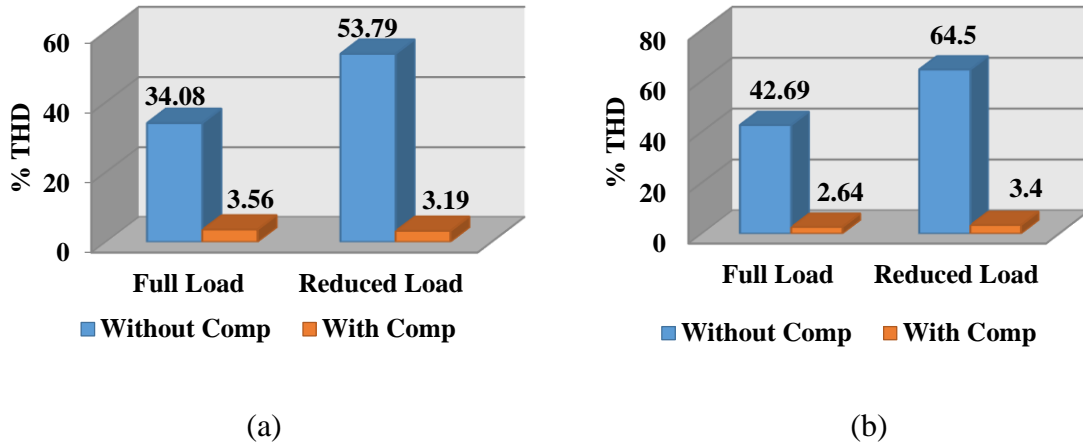 53.79
60
34.08
40
% THD
20
3.56
3.19
0
Full Load
Reduced Load
Without Comp
With Comp
(a)
80
64.5
60
42.69
40
% THD
20
2.64
3.4
0
Full Load
Reduced Load
Without Comp
With Comp
(b)